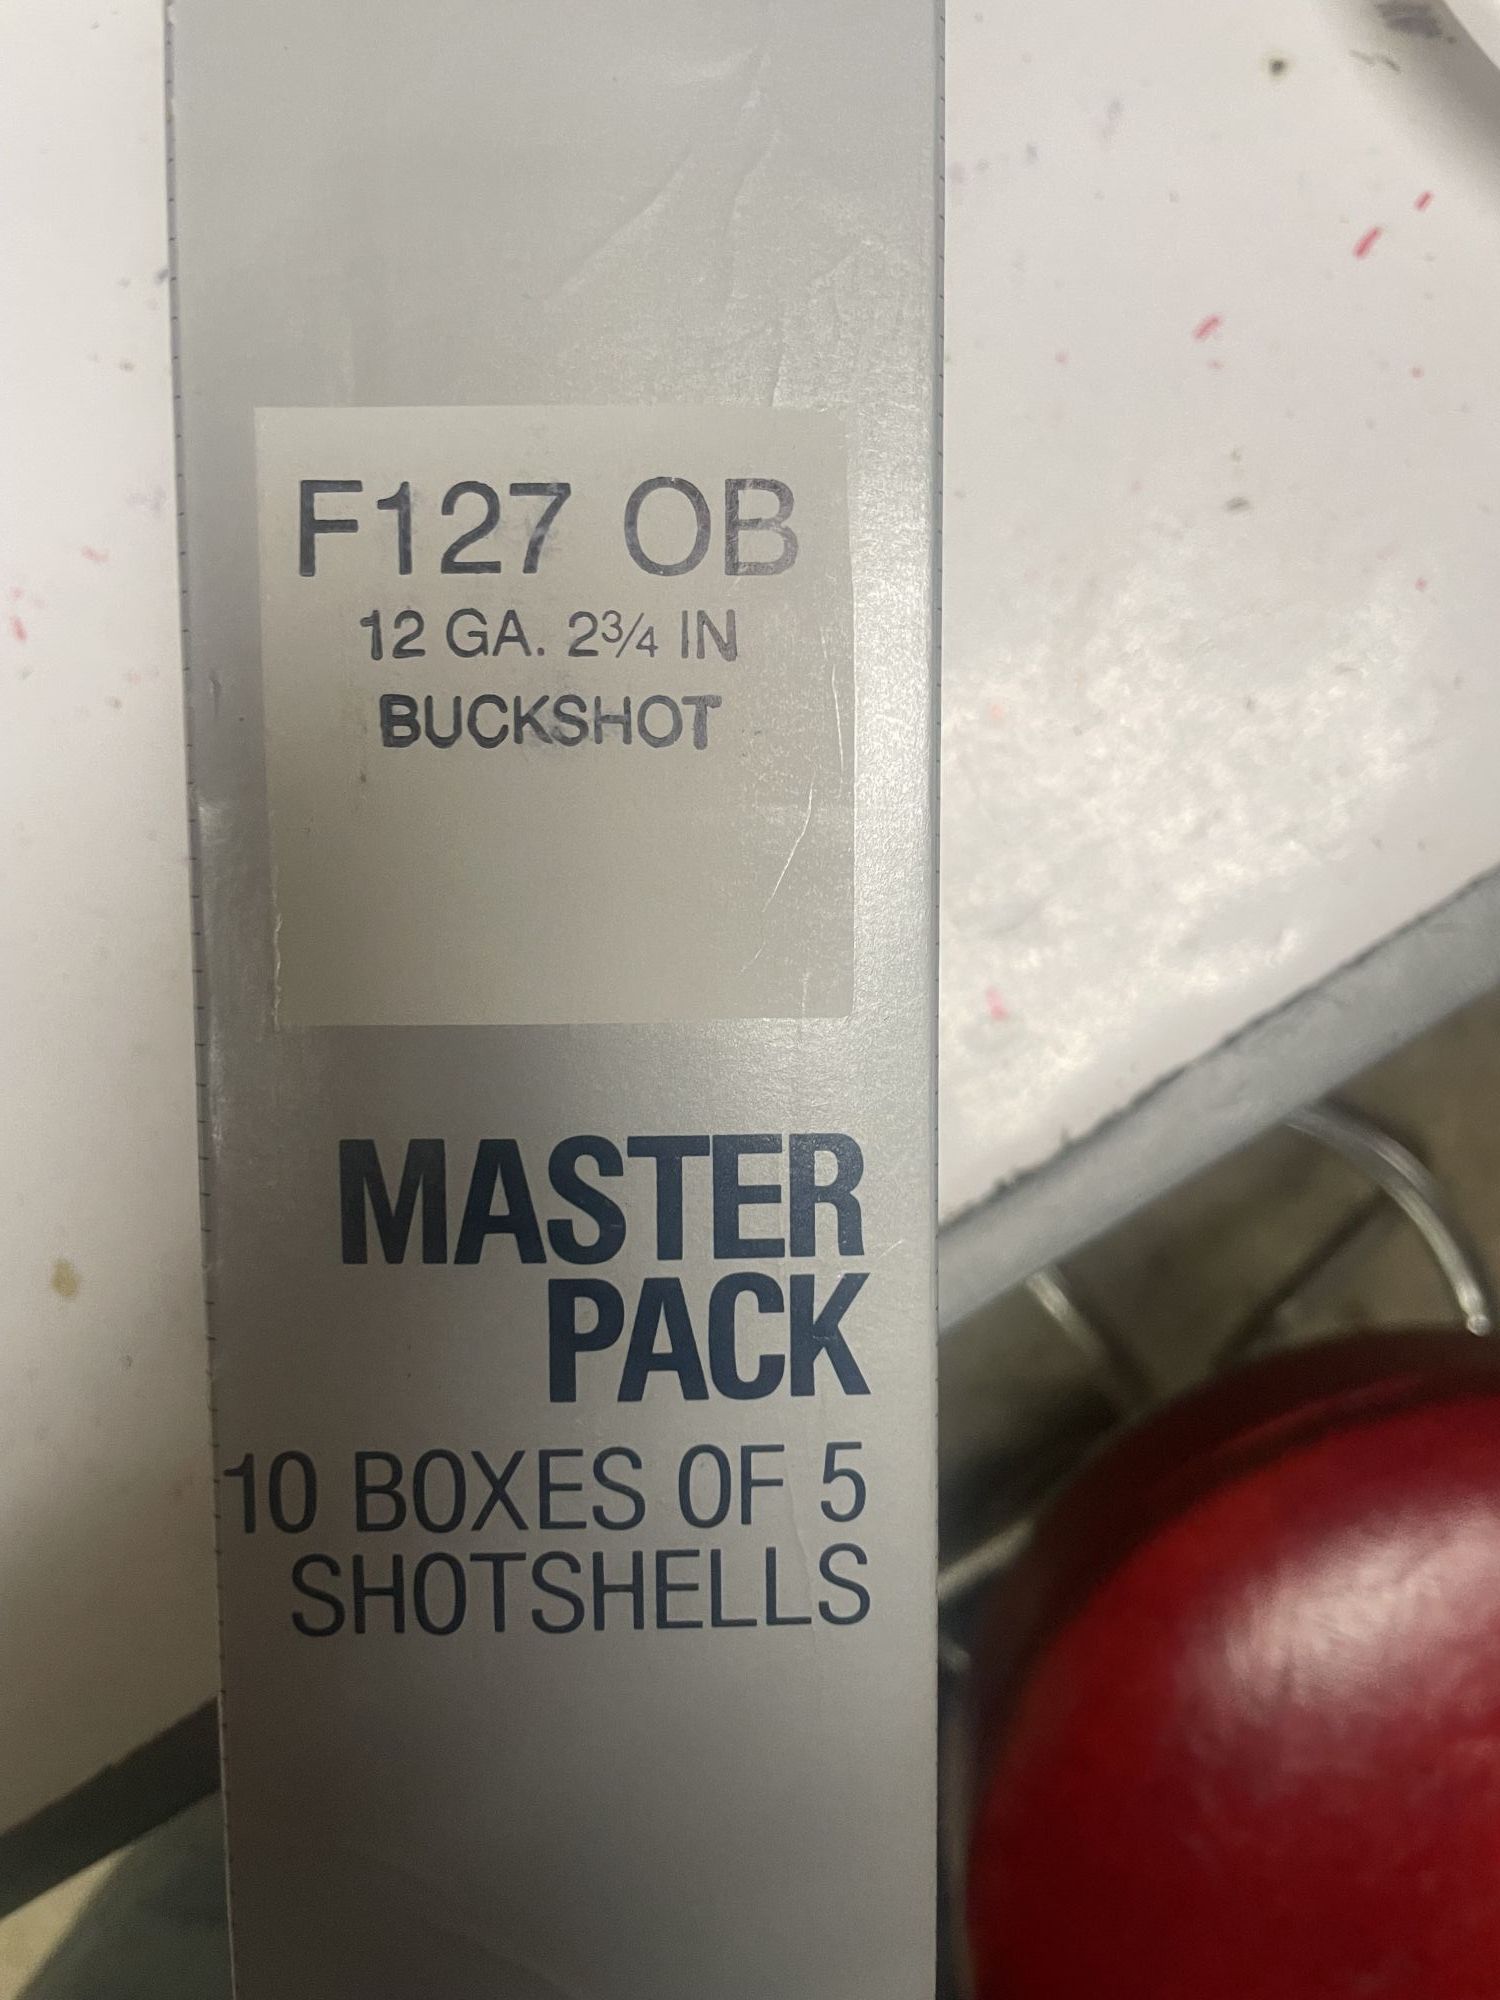 F127 OB
12 GA. 2¾ IN
BUCKSHOT
MASTER
PACK
10 BOXES OF 5
SHOTSHELLS